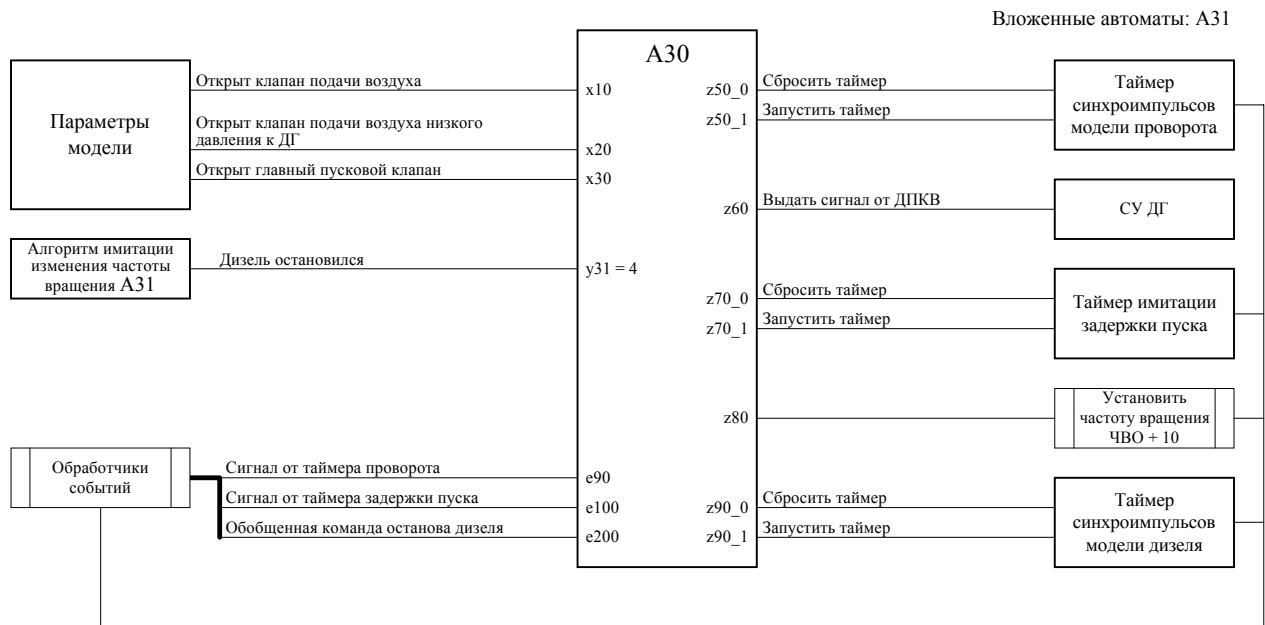 Вложенные автоматы: А31
А30
Параметры
модели
Открыт клапан подачи воздуха
x10
Открыт клапан подачи воздуха низкого
давления к ДГ
x20
Открыт главный пусковой клапан
x30
Алгоритм имитации
изменения частоты
вращения А31
Дизель остановился
y31 = 4
Обработчики
событий
Сигнал от таймера проворота
e90
Сигнал от таймера задержки пуска
e100
Обобщенная команда останова дизеля
e200
z50_0
Сбросить таймер
z50_1
Запустить таймер
Таймер
синхроимпульсов
модели проворота
z60
Выдать сигнал от ДПКВ
СУ ДГ
z70_0
Сбросить таймер
z70_1
Запустить таймер
Таймер имитации
задержки пуска
z80
Установить
частоту вращения
ЧВО + 10
z90_0
Сбросить таймер
z90_1
Запустить таймер
Таймер
синхроимпульсов
модели дизеля